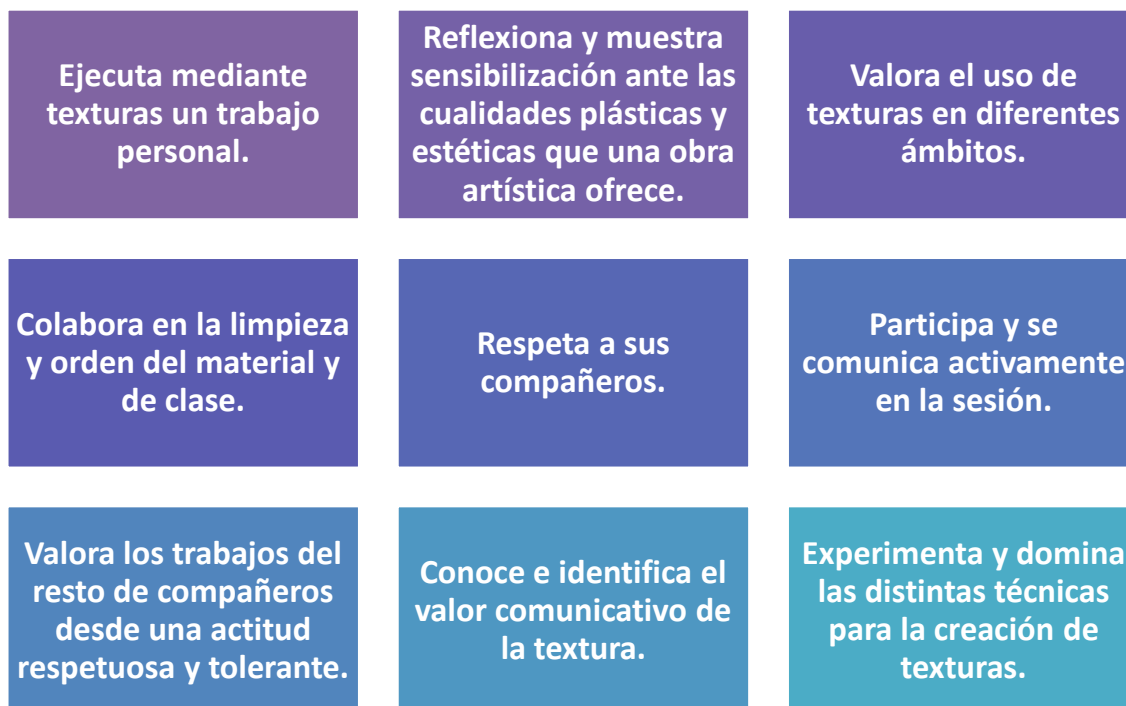 Ejecuta mediante
texturas un trabajo
personal.
Reflexiona y muestra
sensibilización ante las
cualidades plásticas y
estéticas que una obra
artística ofrece.
Valora el uso de
texturas en diferentes
ámbitos.
Colabora en la limpieza
y orden del material y
de clase.
Respeta a sus
compañeros.
Participa y se
comunica activamente
en la sesión.
Valora los trabajos del
resto de compañeros
desde una actitud
respetuosa y tolerante.
Conoce e identifica el
valor comunicativo de
la textura.
Experimenta y domina
las distintas técnicas
para la creación de
texturas.